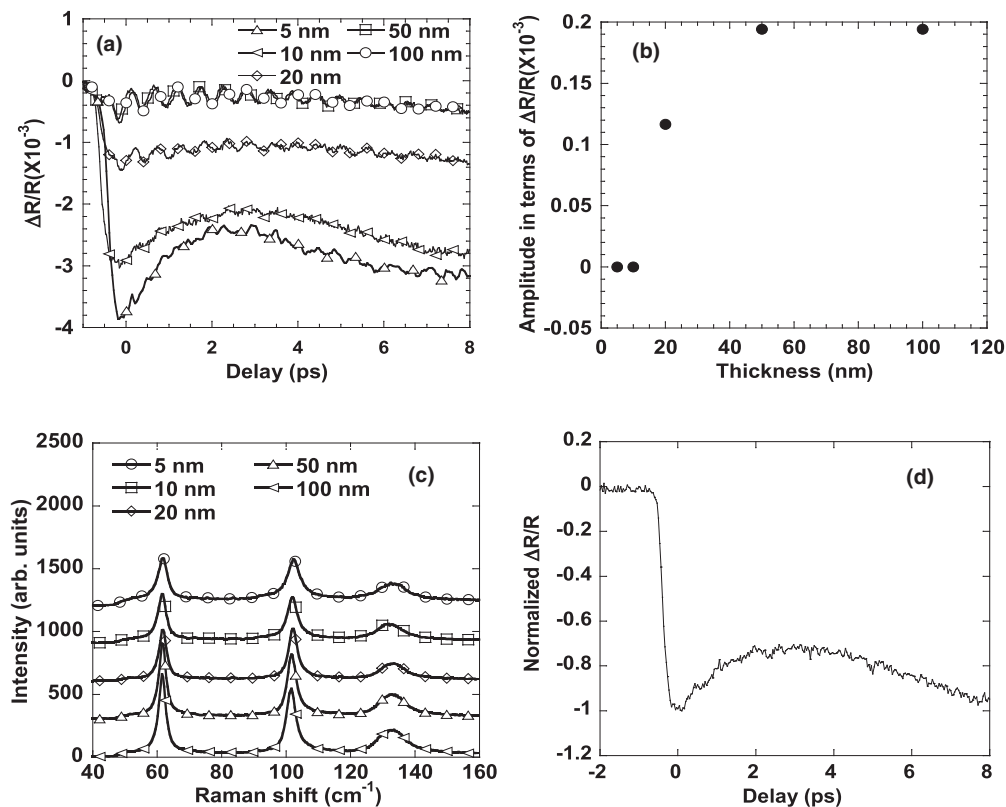 (a)
5 nm
50 nm
10 nm
100 nm
20 nm
1
0
-1
-2
-3
-4
ΔR/R(X10⁻³)
0 2 4 6 8
Delay (ps)
(b)
0.2
0.15
0.1
0.05
0
-0.05
Amplitude in terms of ΔR/R(X10⁻³)
0 20 40 60 80 100 120
Thickness (nm)
(c)
5 nm
50 nm
10 nm
100 nm
20 nm
2500
2000
1500
1000
500
0
Intensity (arb. units)
40 60 80 100 120 140 160
Raman shift (cm⁻¹)
(d)
0.2
0
-0.2
-0.4
-0.6
-0.8
-1
-1.2
Normalized ΔR/R
-2 0 2 4 6 8
Delay (ps)